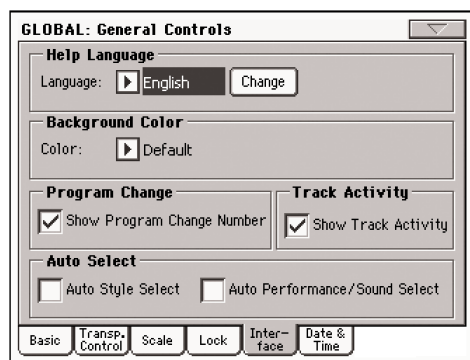 GLOBAL: General Controls
Help Language
Language: English Change
Background Color
Color: Default
Program Change
Show Program Change Number
Track Activity
Show Track Activity
Auto Select
Auto Style Select Auto Performance/Sound Select
Basic
Transp.
Control
Scale
Lock
Inter-
face
Date &
Time